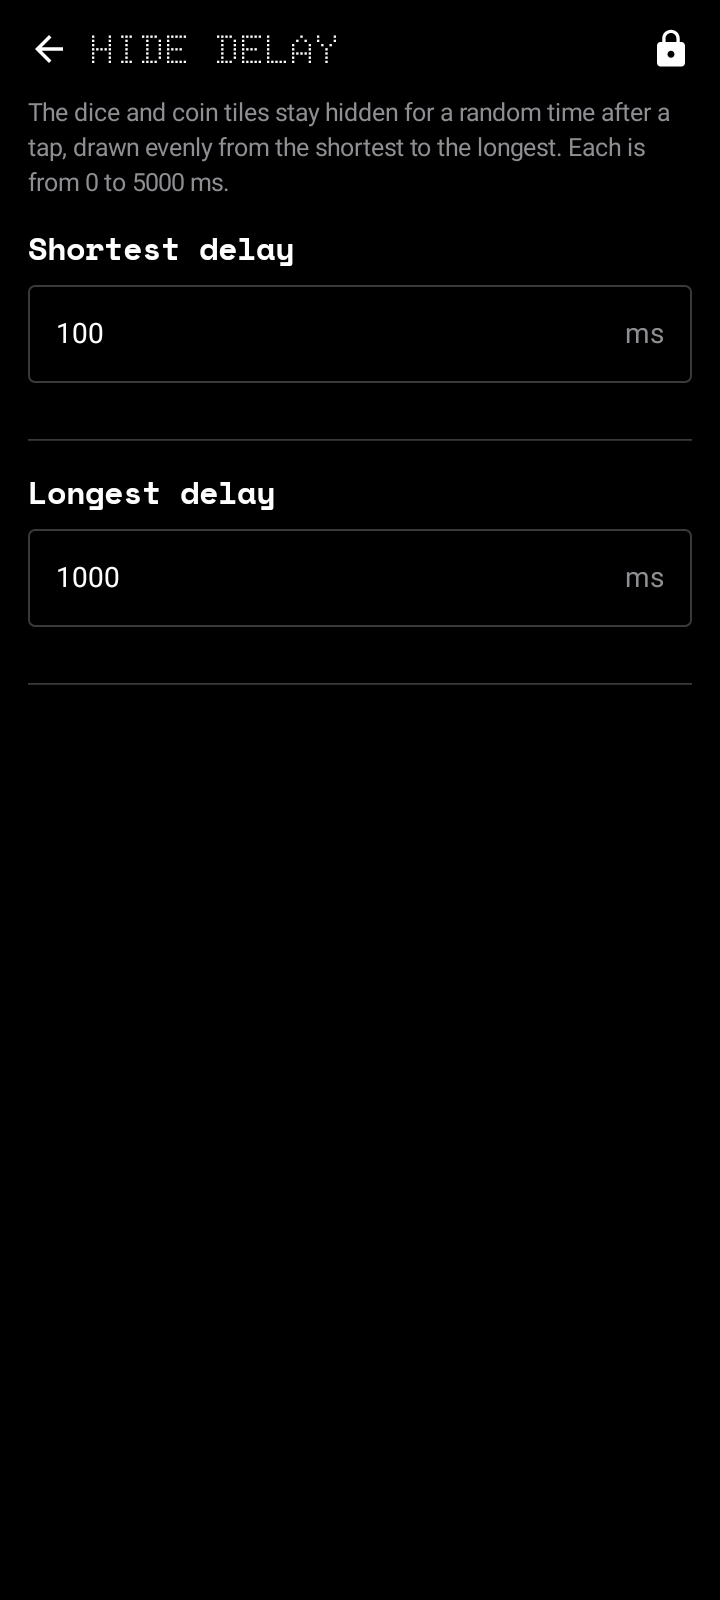 HIDE DELAY
The dice and coin tiles stay hidden for a random time after a
tap, drawn evenly from the shortest to the longest. Each is
from 0 to 5000 ms.
Shortest delay
100 ms
Longest delay
1000 ms